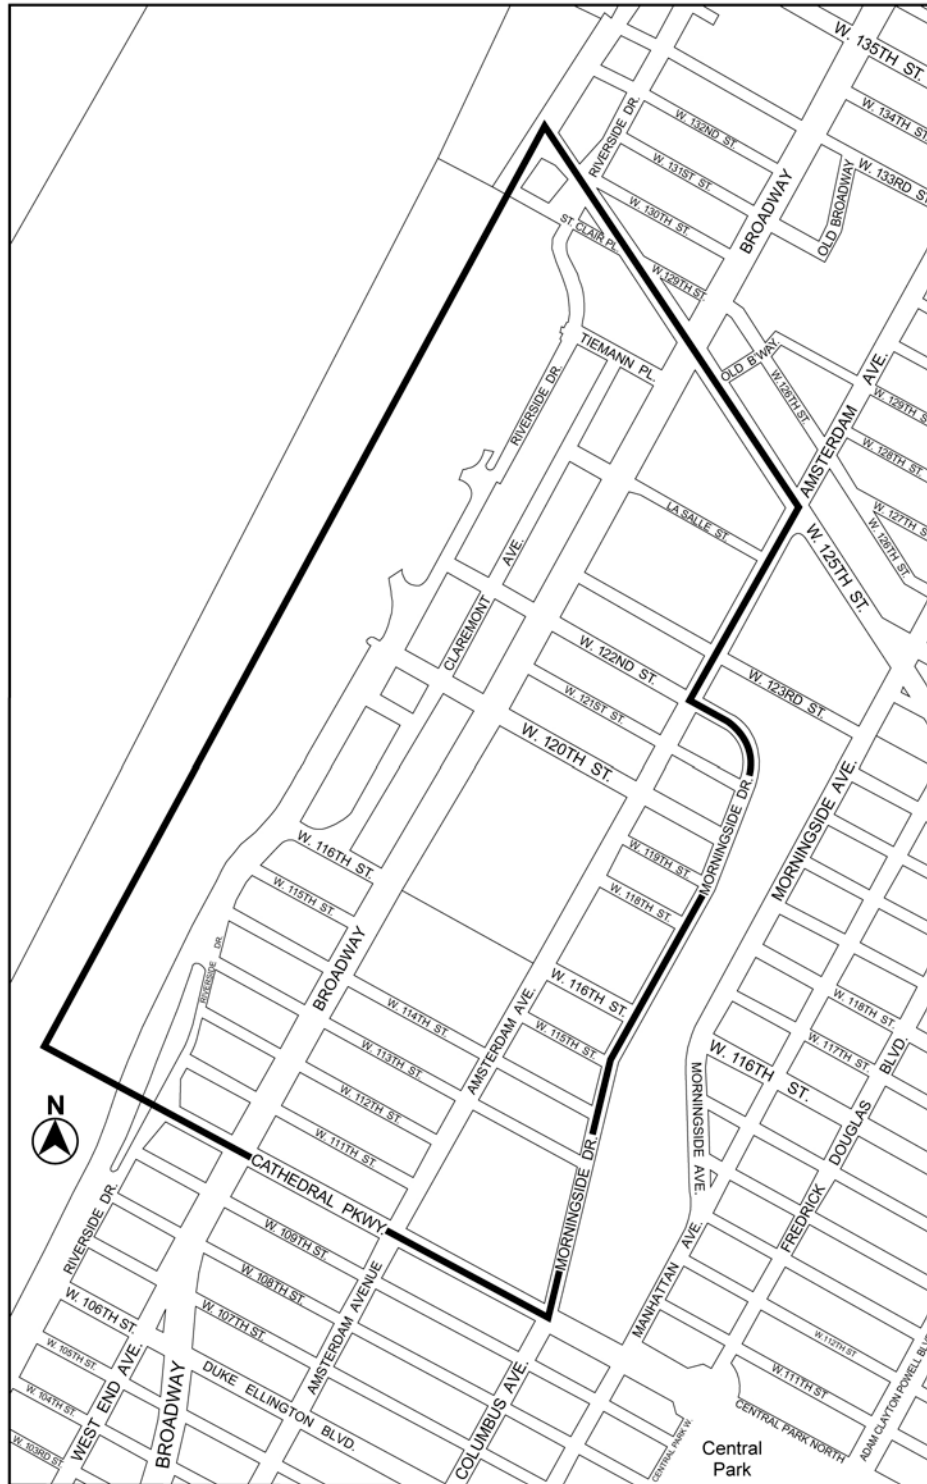 W. 135TH ST.
W. 134TH ST.
W. 132ND ST.
RIVERSIDE DR.
W. 131ST ST.
W. 133RD ST.
OLD BROADWAY
BROADWAY
W. 130TH ST.
ST. CLAIR PL.
W. 129TH ST.
TIEMANN PL.
OLD B'WAY.
W. 126TH ST.
AMSTERDAM AVE.
W. 129TH ST.
RIVERSIDE DR.
W. 128TH ST.
LA SALLE ST.
W. 127TH ST.
W. 126TH ST.
W. 125TH ST.
CLAREMONT AVE.
W. 122ND ST.
W. 123RD ST.
W. 121ST ST.
W. 120TH ST.
MORNINGSIDE DR.
MORNINGSIDE AVE.
W. 116TH ST.
W. 119TH ST.
W. 118TH ST.
W. 115TH ST.
RIVERSIDE DR.
BROADWAY
W. 116TH ST.
AMSTERDAM AVE.
W. 114TH ST.
W. 115TH ST.
W. 113TH ST.
W. 118TH ST.
W. 117TH ST.
W. 116TH ST.
MORNINGSIDE AVE.
FREDRICK DOUGLAS BLVD.
N
W. 112TH ST.
W. 111TH ST.
CATHEDRAL PKWY.
MORNINGSIDE DR.
RIVERSIDE DR.
W. 109TH ST.
W. 108TH ST.
W. 107TH ST.
MANHATTAN AVE.
W. 106TH ST.
W. 105TH ST.
W. 104TH ST.
W. 103RD ST.
WEST END AVE.
BROADWAY
AMSTERDAM AVENUE
DUKE ELLINGTON BLVD.
COLUMBUS AVE.
W. 112TH ST
W. 111TH ST
CENTRAL PARK NORTH
ADAM CLAYTON POWELL BLV
CENTRAL PARK W.
Central
Park